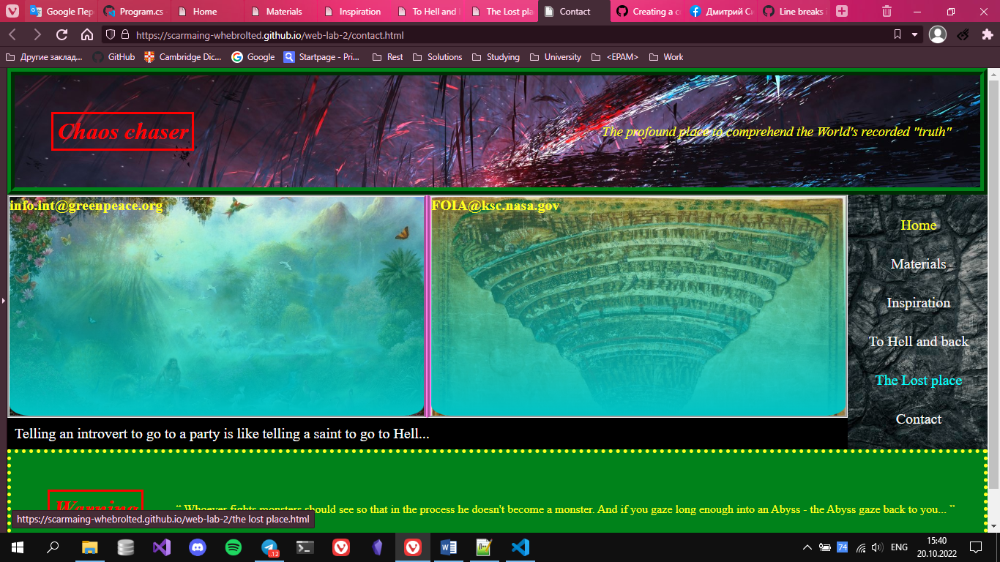 Google Пер
Program.cs
Home
Materials
Inspiration
To Hell and
The Lost pla
Contact
Creating a c
Дмитрий Си
Line breaks i
https://scarmaing-whebrolted.github.io/web-lab-2/contact.html
Другие заклад...
GitHub
Cambridge Dic...
Google
Startpage - Pri...
Rest
Solutions
Studying
University
<EPAM>
Work
Chaos chaser
The profound place to comprehend the World's recorded "truth"
info.int@greenpeace.org
FOIA@ksc.nasa.gov
Home
Materials
Inspiration
To Hell and back
The Lost place
Contact
Telling an introvert to go to a party is like telling a saint to go to Hell...
Warning
“ Whoever fights monsters should see so that in the process he doesn't become a monster. And if you gaze long enough into an Abyss - the Abyss gaze back to you... ”
https://scarmaing-whebrolted.github.io/web-lab-2/the lost place.html
12
74
ENG
15:40
20.10.2022